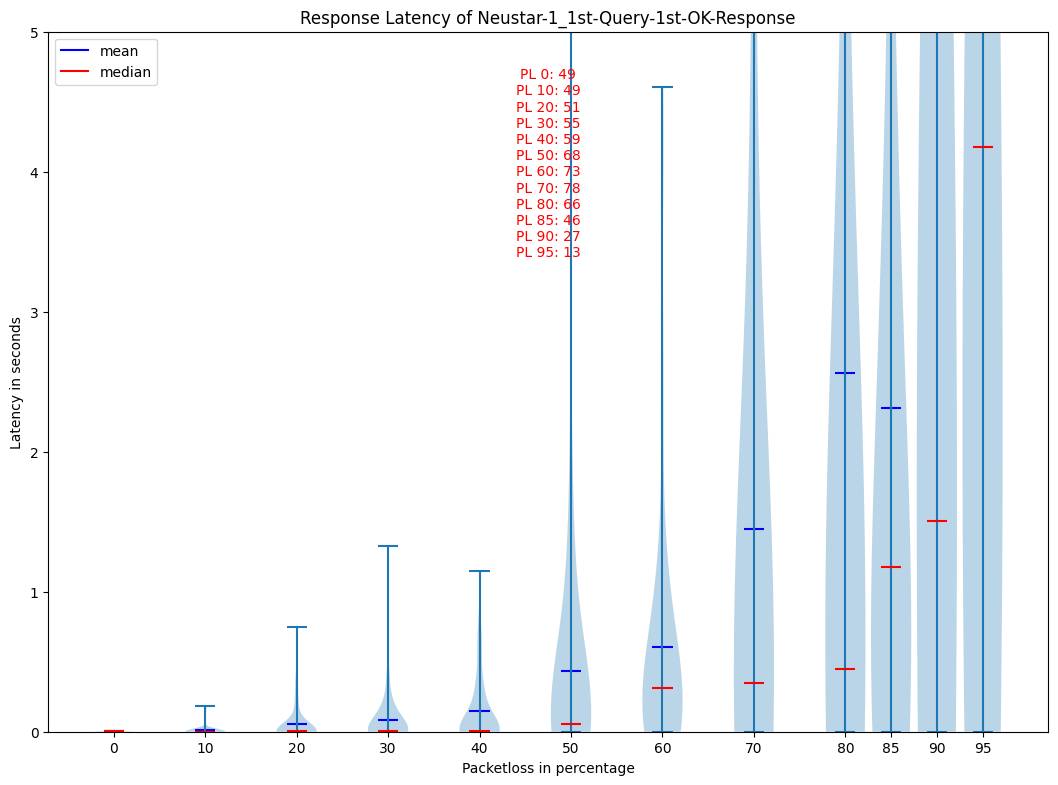 Response Latency of Neustar-1_1st-Query-1st-OK-Response
mean
median
PL 0: 49
PL 10: 49
PL 20: 51
PL 30: 55
PL 40: 59
PL 50: 68
PL 60: 73
PL 70: 78
PL 80: 66
PL 85: 46
PL 90: 27
PL 95: 13
5
4
3
2
1
0
Latency in seconds
0 10 20 30 40 50 60 70 80 85 90 95
Packetloss in percentage